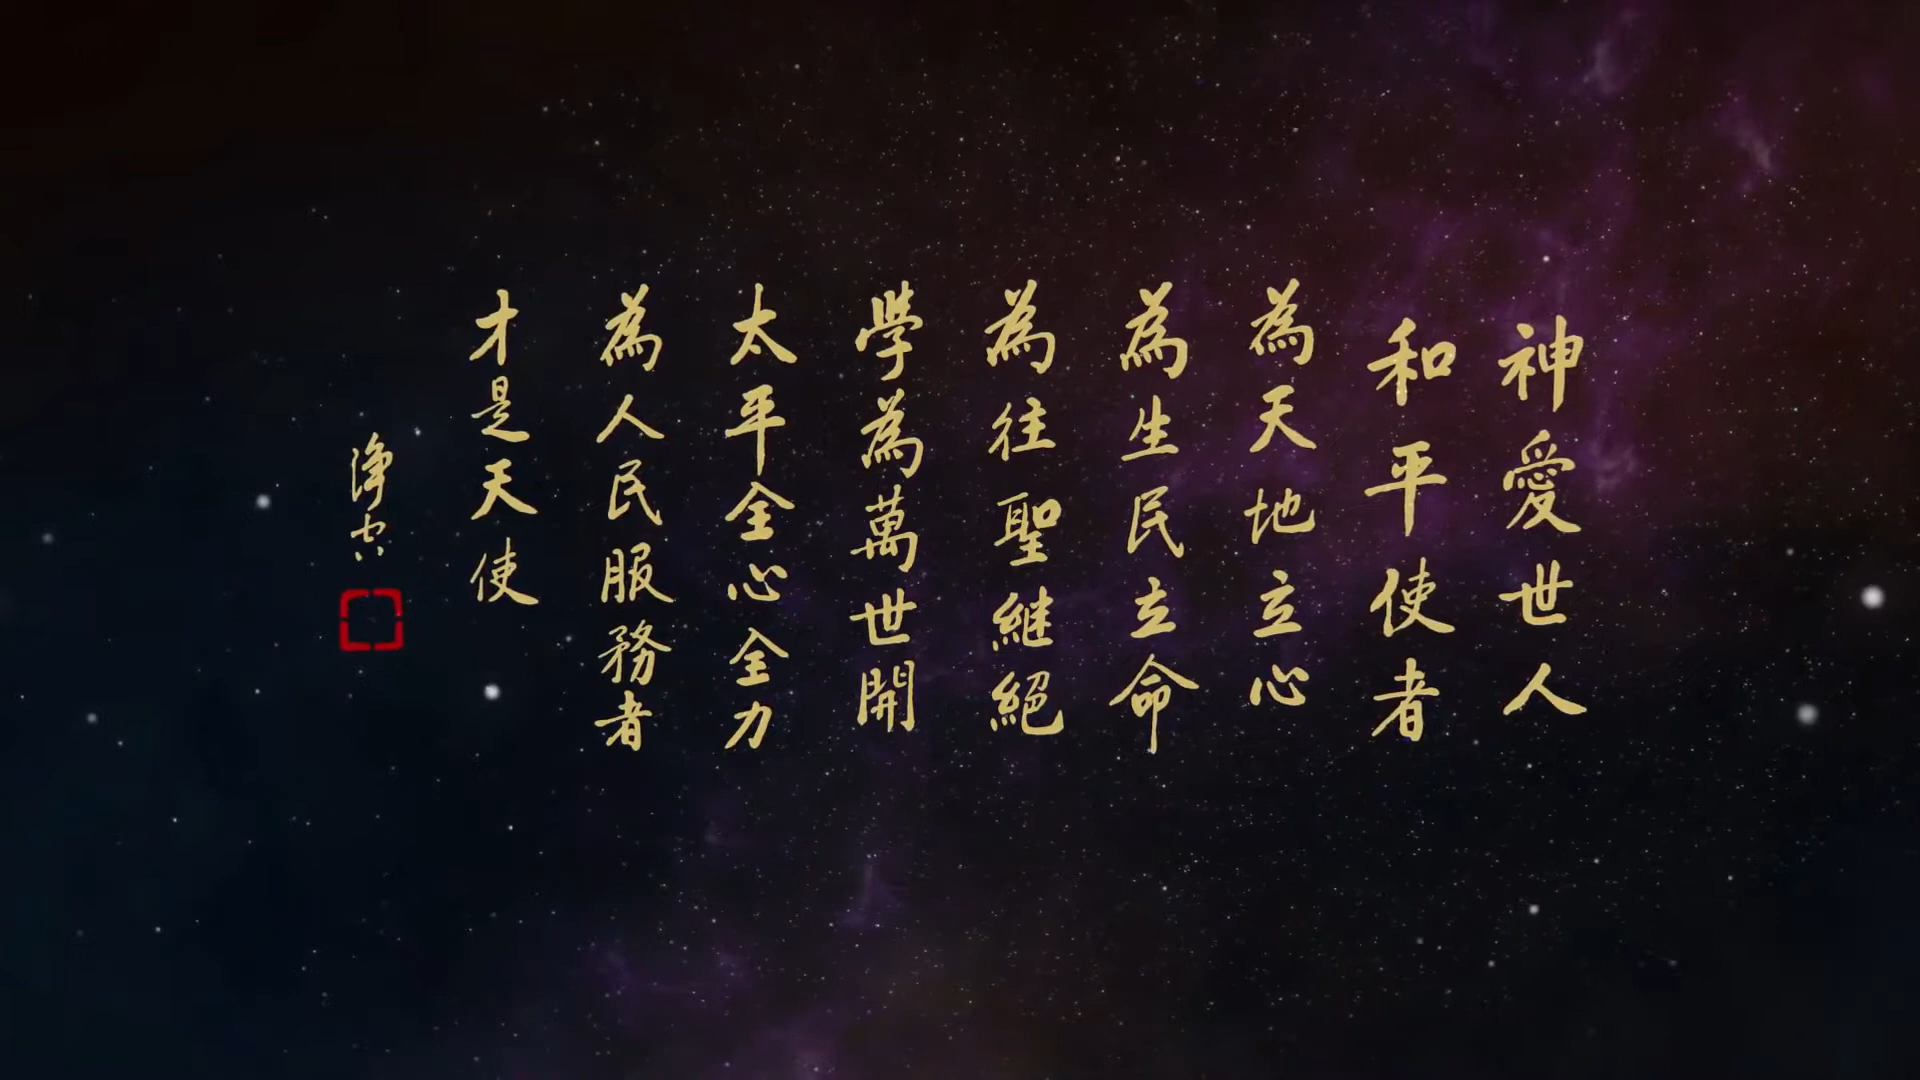 神愛世人
和平使者
為天地立心
為生民立命
為往聖継絕
學為萬世開
太平全心全力
為人民服務者
才是天使
淨空